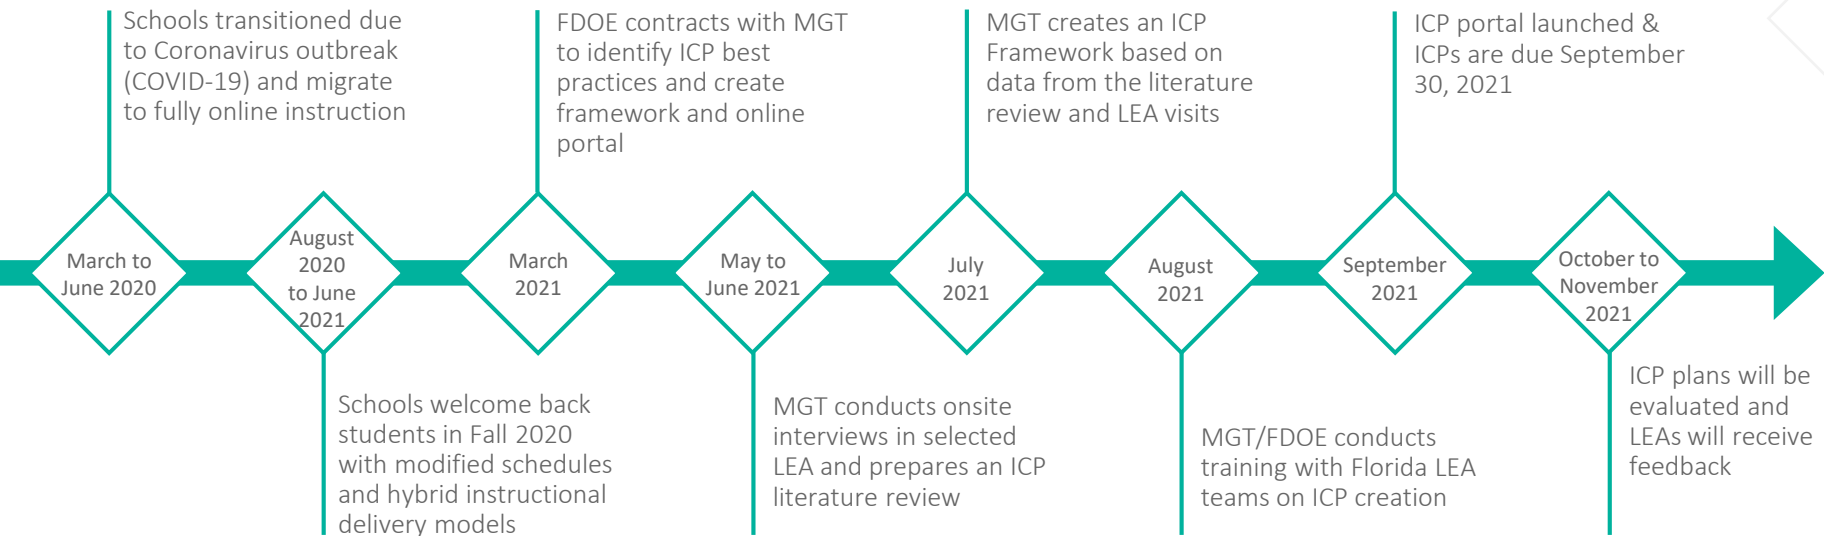 Schools transitioned due
to Coronavirus outbreak
(COVID-19) and migrate
to fully online instruction
FDOE contracts with MGT
to identify ICP best
practices and create
framework and online
portal
MGT creates an ICP
Framework based on
data from the literature
review and LEA visits
ICP portal launched &
ICPs are due September
30, 2021
March to
June 2020
August
2020
to June
2021
March
2021
May to
June 2021
July
2021
August
2021
September
2021
October to
November
2021
Schools welcome back
students in Fall 2020
with modified schedules
and hybrid instructional
delivery models
MGT conducts onsite
interviews in selected
LEA and prepares an ICP
literature review
MGT/FDOE conducts
training with Florida LEA
teams on ICP creation
ICP plans will be
evaluated and
LEAs will receive
feedback